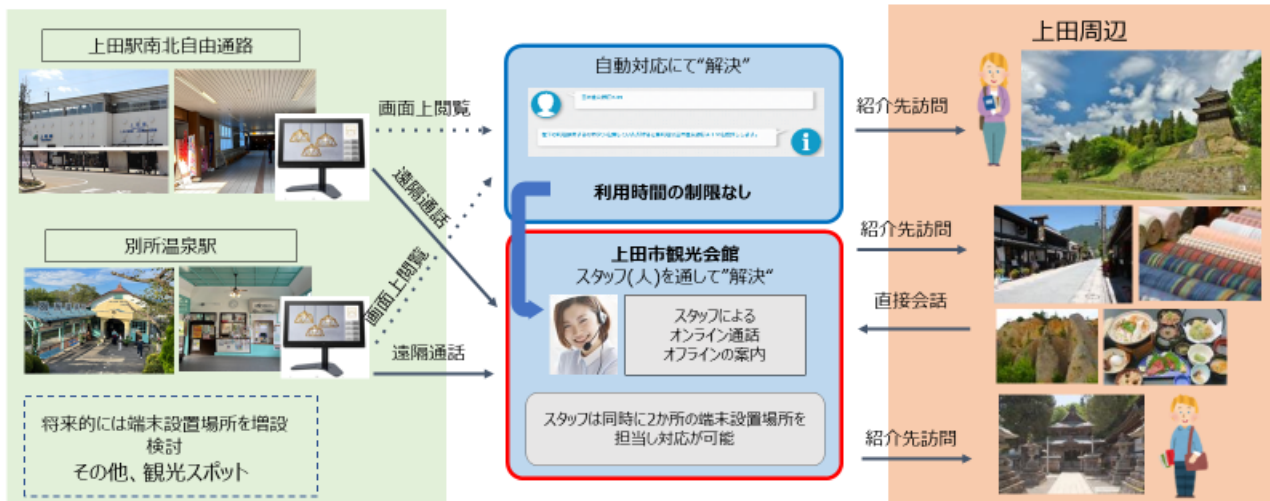 上田駅南北自由通路
画面上閲覧
遠隔通話
別所温泉駅
画面上閲覧
遠隔通話
将来的には端末設置場所を増設
検討
その他、観光スポット
自動対応にて“解決”
i
利用時間の制限なし
上田市観光会館
スタッフ(人)を通して“解決“
スタッフによる
オンライン通話
オフラインの案内
スタッフは同時に2か所の端末設置場所を
担当し対応が可能
上田周辺
紹介先訪問
紹介先訪問
直接会話
紹介先訪問